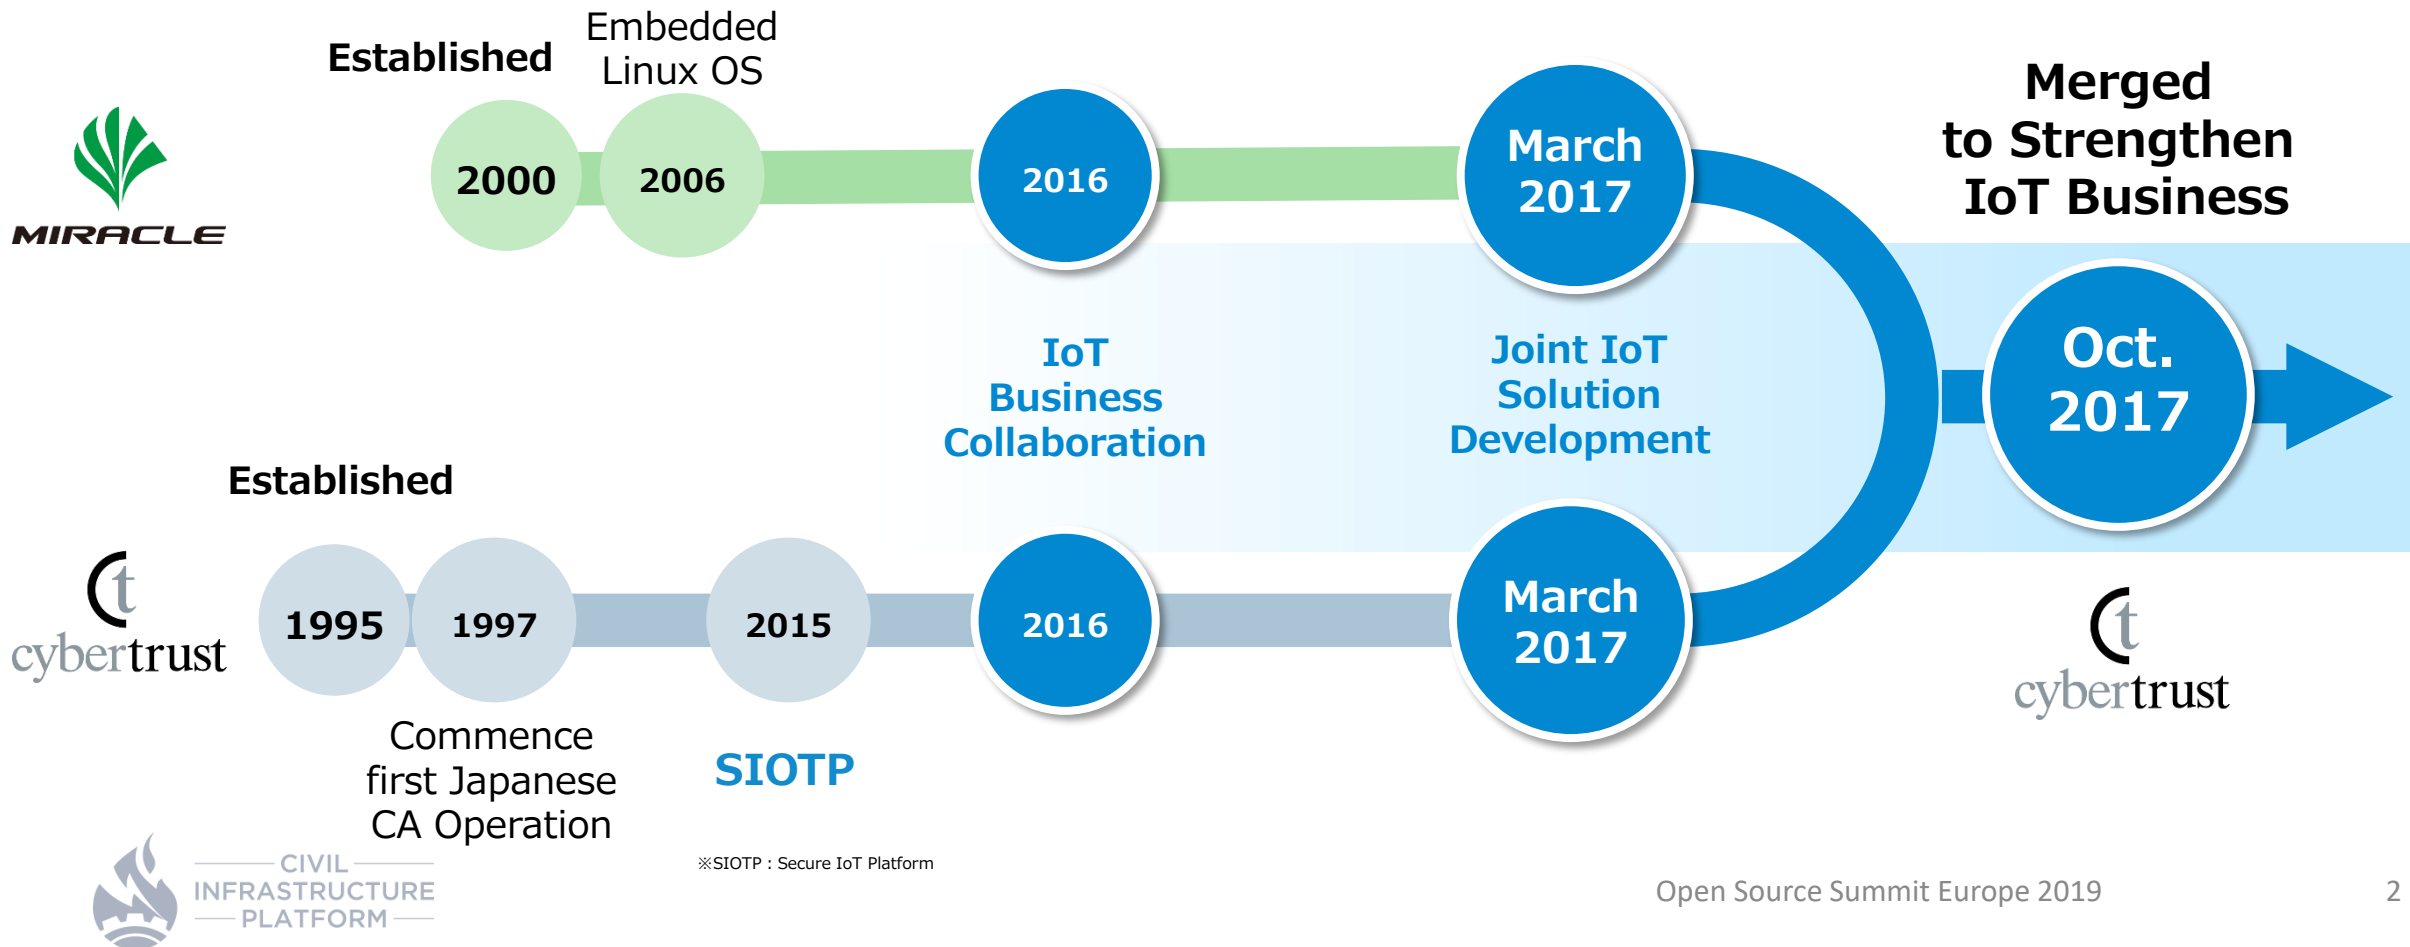 Established
Embedded
Linux OS
MIRACLE
2000
2006
2016
March
2017
Merged
to Strengthen
IoT Business
IoT
Business
Collaboration
Joint IoT
Solution
Development
Oct.
2017
Established
ct
cybertrust
1995
1997
2015
2016
March
2017
ct
cybertrust
Commence
first Japanese
CA Operation
SIOTP
※SIOTP : Secure IoT Platform
CIVIL
INFRASTRUCTURE
PLATFORM
Open Source Summit Europe 2019
2